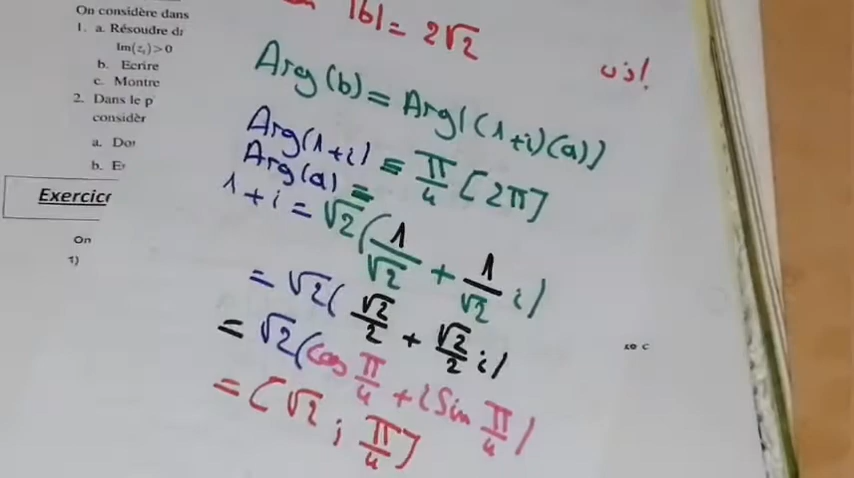 On considère dans
1. a. Résoudre dr
Im(z₁)>0
b. Ecrire
c. Montre
2. Dans le p
considèr
a. Do
b. E
Exercice
On
1)
|b| = 2√2
Arg(b) = Arg((1+i)(a))
Arg(1+i) = π/4 [2π]
Arg(a) =
1+i = √2(1/√2 + 1/√2 i)
= √2(√2/2 + √2/2 i)
= √2(cos π/4 + i sin π/4)
= [√2 ; π/4]